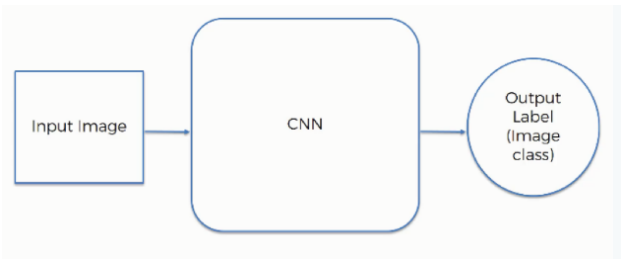 Input Image
CNN
Output
Label
(Image
class)